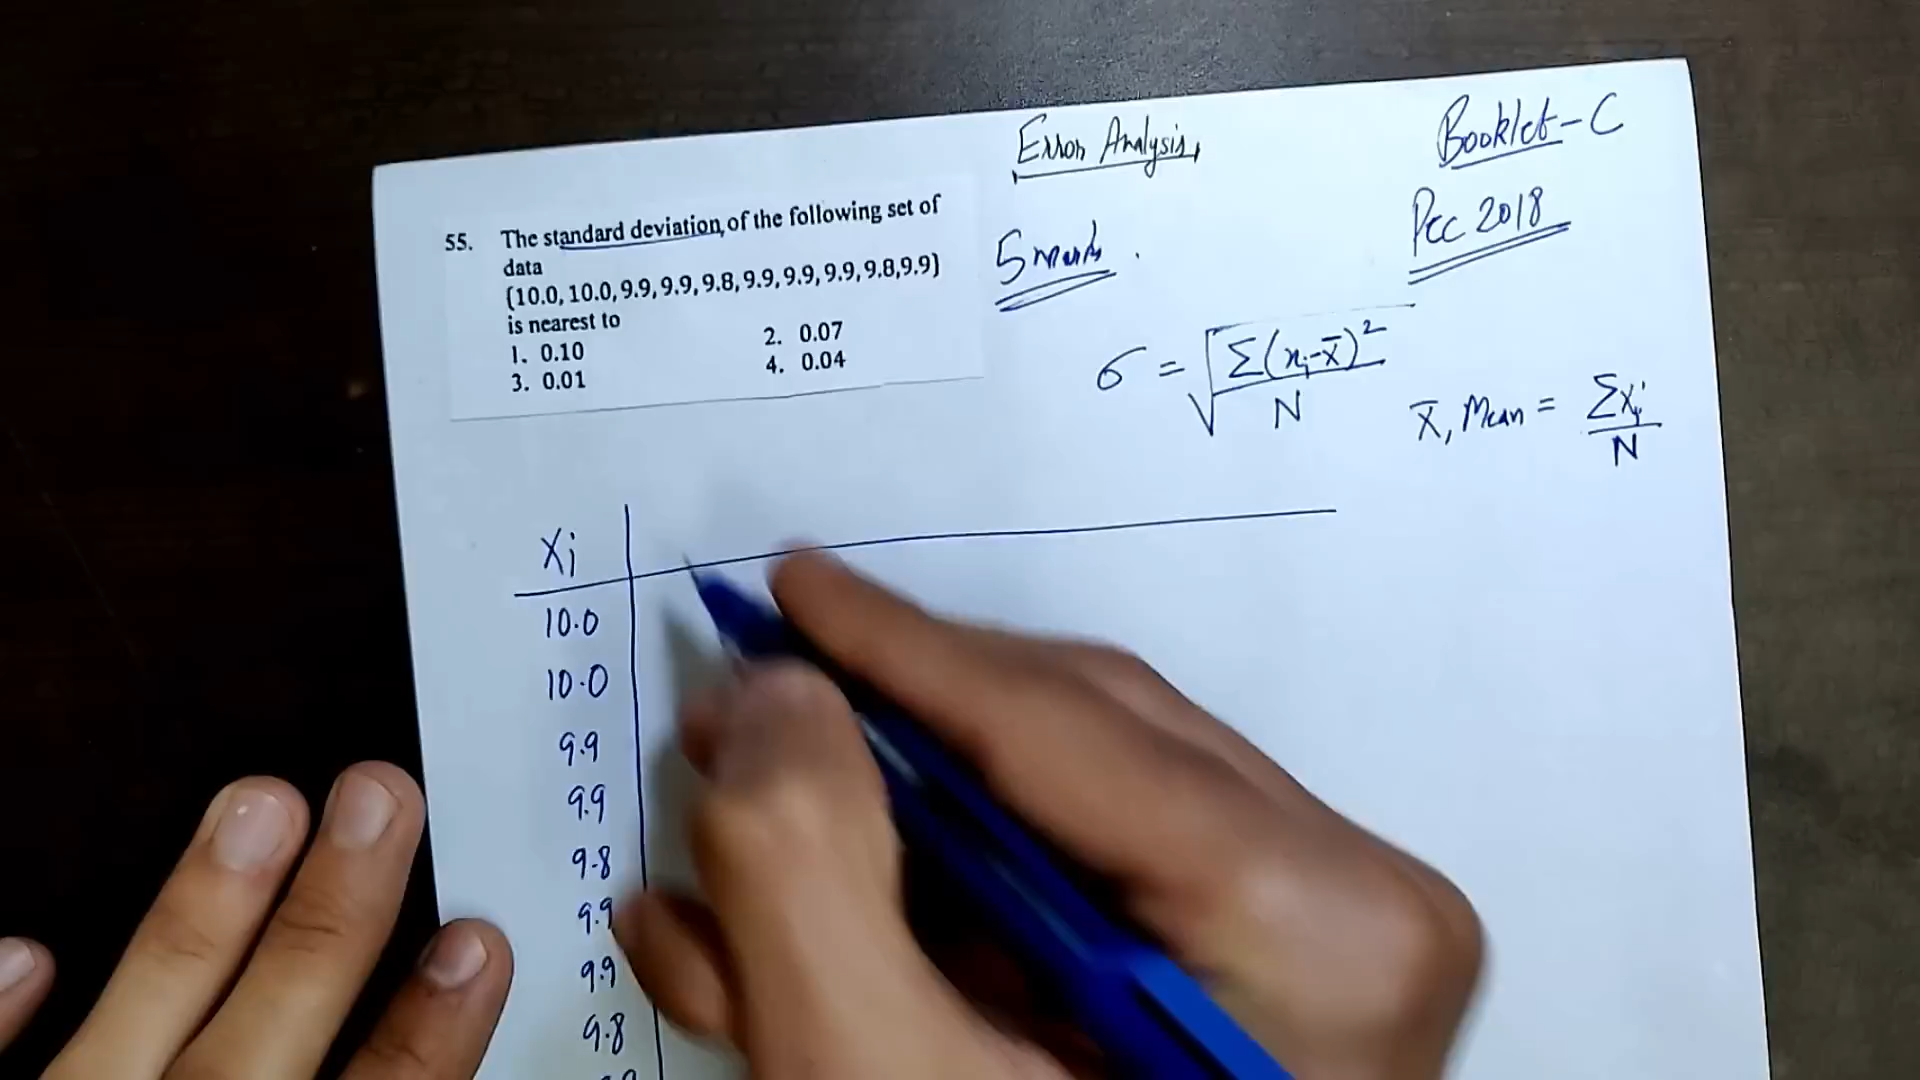 Error Analysis,
Booklet-C
Pcc 2018
5 marks.
55. The standard deviation of the following set of
data
{10.0, 10.0, 9.9, 9.9, 9.8, 9.9, 9.9, 9.9, 9.8, 9.9}
is nearest to
1. 0.10 2. 0.07
3. 0.01 4. 0.04
σ = √Σ(xi-x̄)²/N
x̄, Mean = Σxi/N
Xi
10.0
10.0
9.9
9.9
9.8
9.9
9.9
9.8